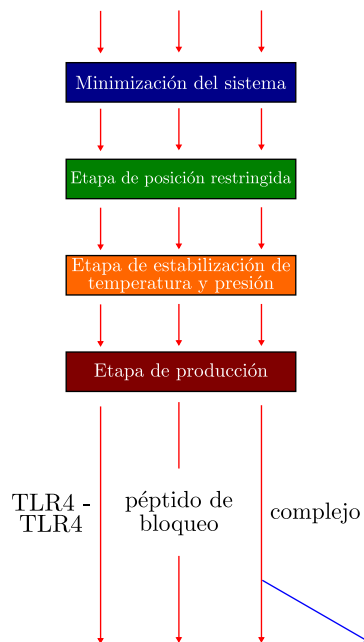 Minimización del sistema
Etapa de posición restringida
Etapa de estabilización de
temperatura y presión
Etapa de producción
TLR4 -
TLR4
péptido de
bloqueo
complejo